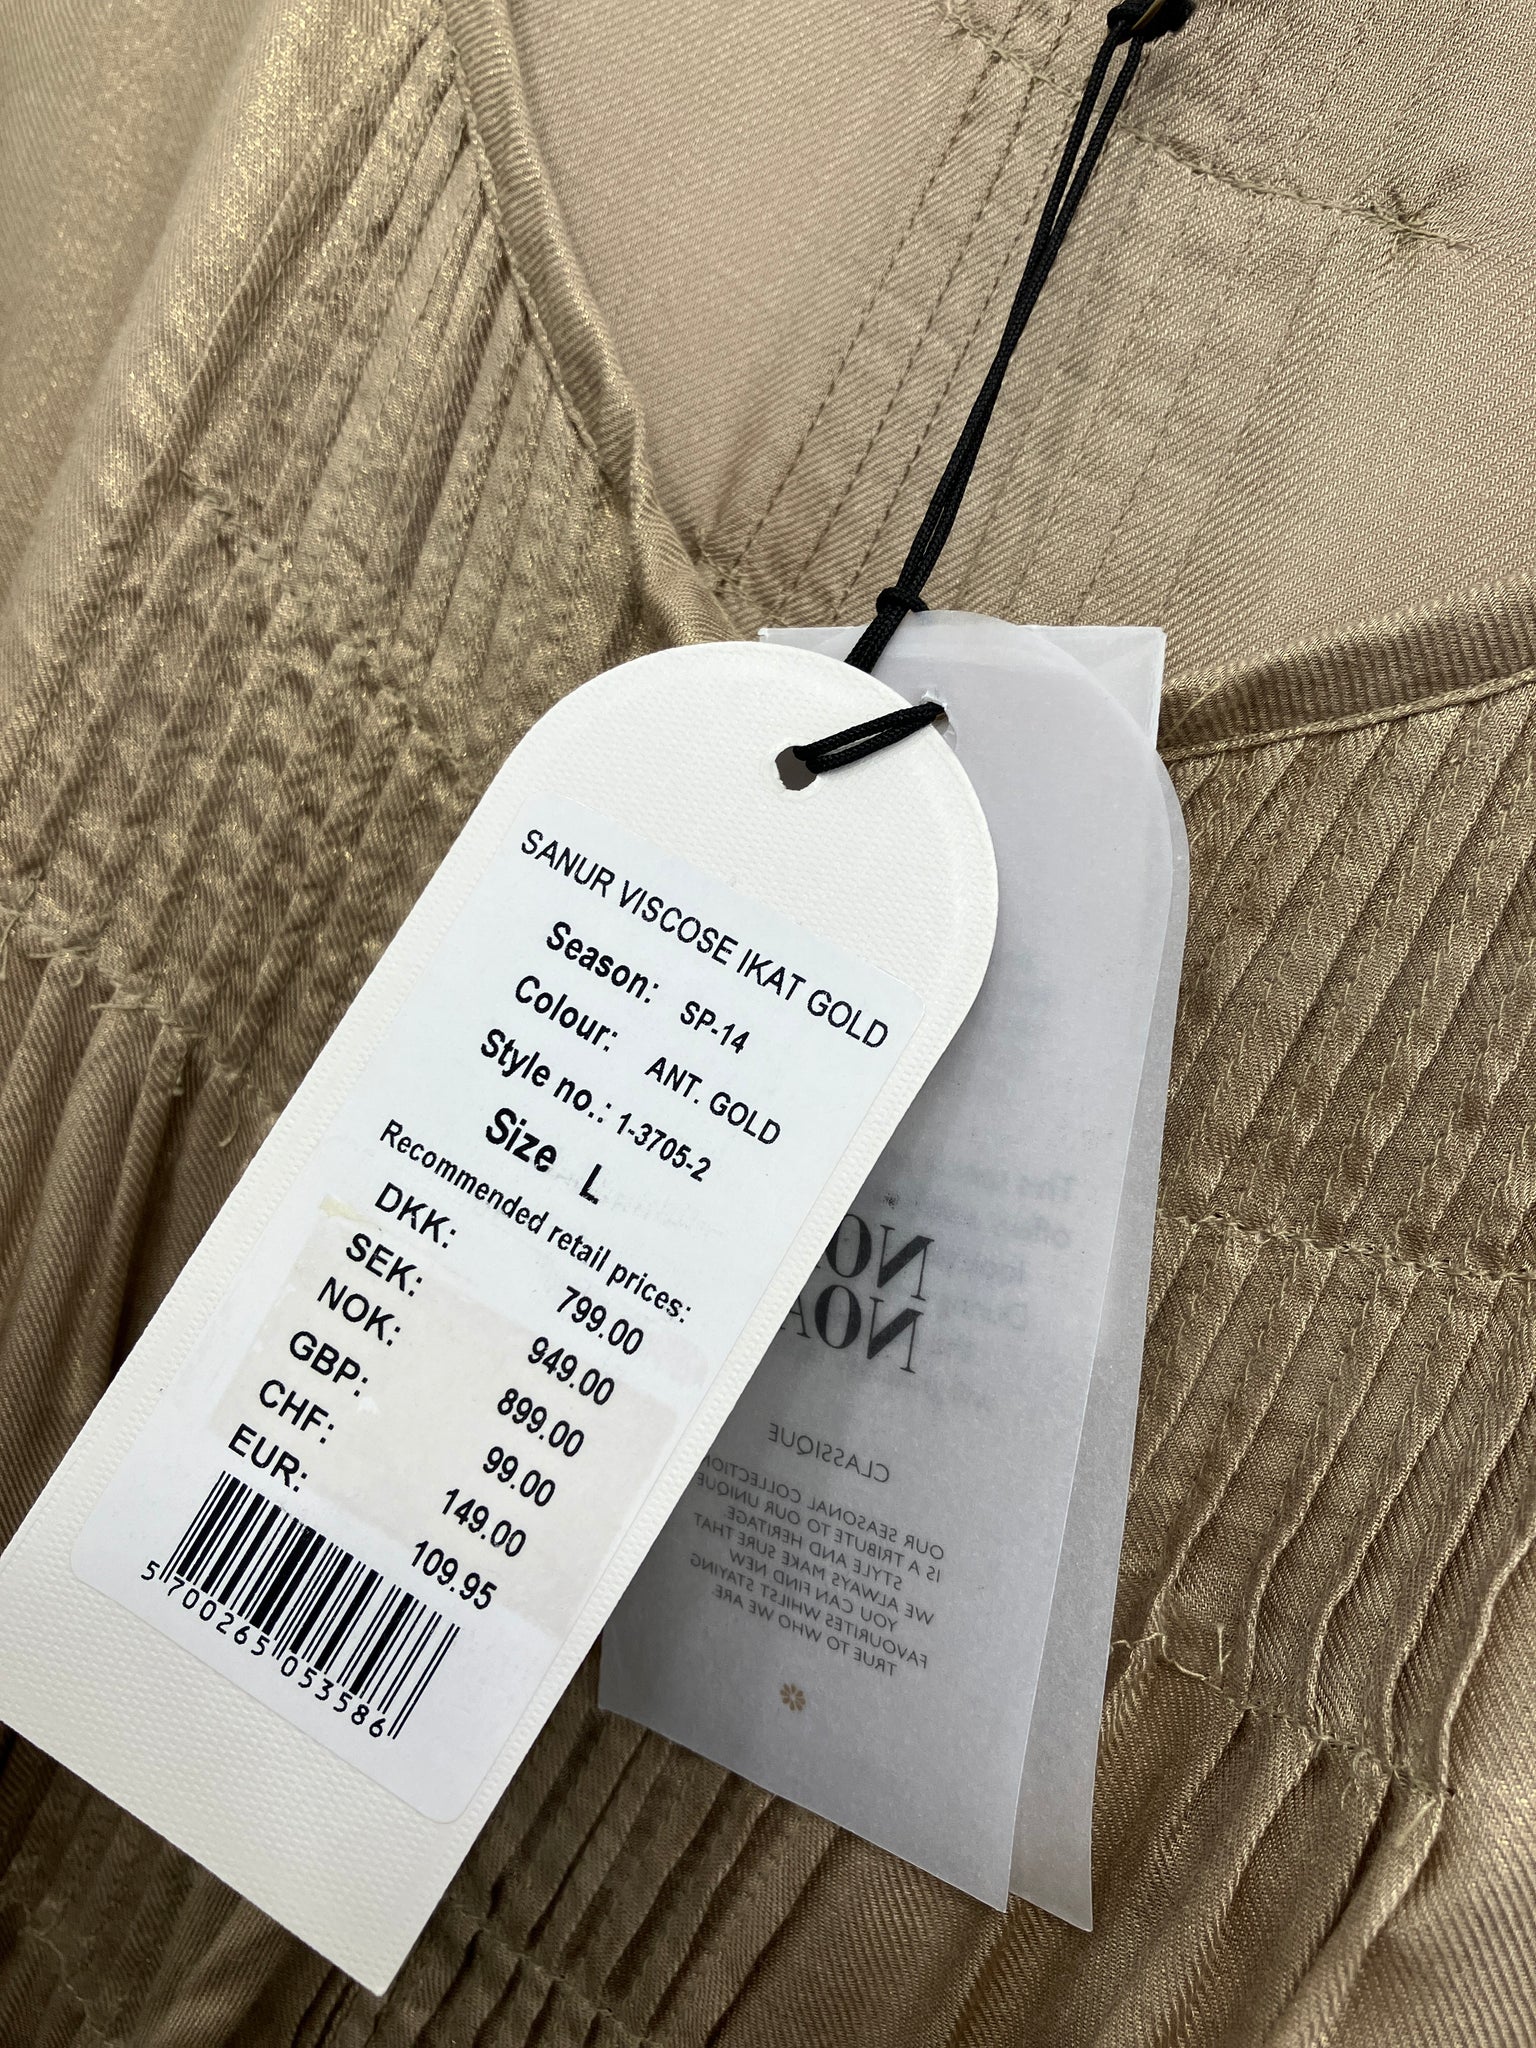 SANUR VISCOSE IKAT GOLD
Season: SP-14
Colour: ANT. GOLD
Style no.: 1-3705-2
Size L
Recommended retail prices:
DKK: 799.00
SEK: 949.00
NOK: 899.00
GBP: 99.00
CHF: 149.00
EUR: 109.95
5 700265 053586
NO
NOA
CLASSIQUE
OUR SEASONAL COLLECTION
IS A TRIBUTE TO OUR UNIQUE
STYLE AND HERITAGE.
WE ALWAYS MAKE SURE THAT
YOU CAN FIND NEW
FAVOURITES WHILST STAYING
TRUE TO WHO WE ARE